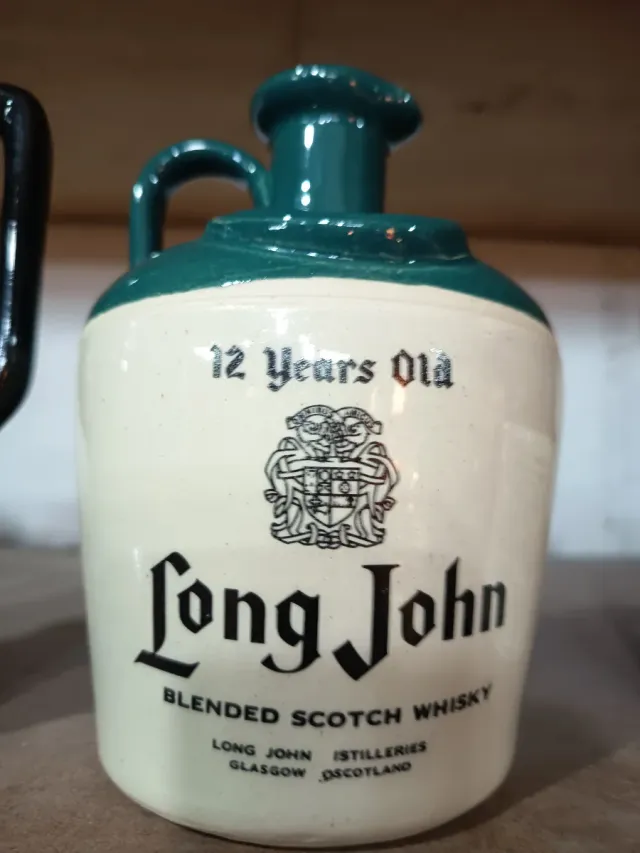 12 Years Old
Long John
BLENDED SCOTCH WHISKY
LONG JOHN ISTILLERIES
GLASGOW SCOTLAND